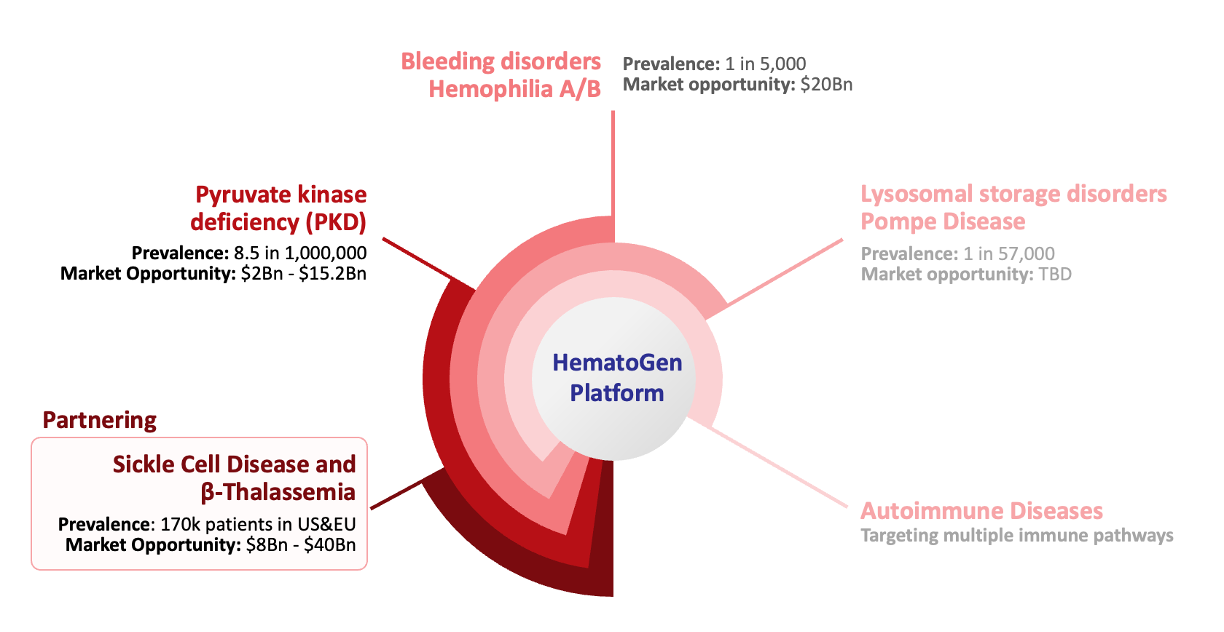 Bleeding disorders
Hemophilia A/B
Prevalence: 1 in 5,000
Market opportunity: $20Bn
Pyruvate kinase
deficiency (PKD)
Prevalence: 8.5 in 1,000,000
Market Opportunity: $2Bn - $15.2Bn
Lysosomal storage disorders
Pompe Disease
Prevalence: 1 in 57,000
Market opportunity: TBD
HematoGen
Platform
Partnering
Sickle Cell Disease and
β-Thalassemia
Prevalence: 170k patients in US&EU
Market Opportunity: $8Bn - $40Bn
Autoimmune Diseases
Targeting multiple immune pathways